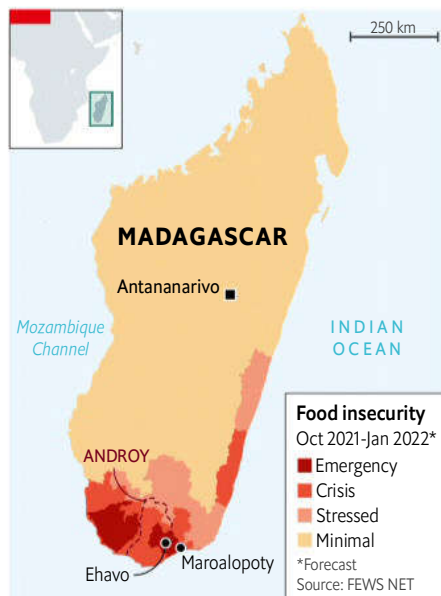 250 km
MADAGASCAR
Antananarivo
Mozambique
Channel
INDIAN
OCEAN
ANDROY
Ehavo
Maroalopoty
Food insecurity
Oct 2021-Jan 2022*
Emergency
Crisis
Stressed
Minimal
*Forecast
Source: FEWS NET